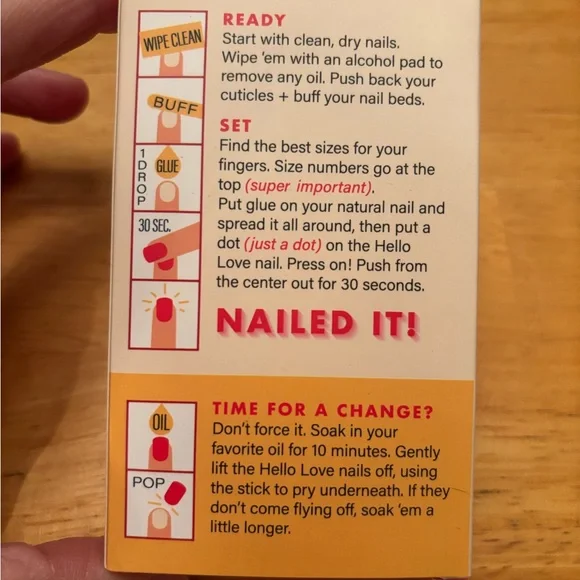 WIPE CLEAN
BUFF
1 DROP
GLUE
30 SEC.
READY
Start with clean, dry nails.
Wipe 'em with an alcohol pad to
remove any oil. Push back your
cuticles + buff your nail beds.
SET
Find the best sizes for your
fingers. Size numbers go at the
top (super important).
Put glue on your natural nail and
spread it all around, then put a
dot (just a dot) on the Hello
Love nail. Press on! Push from
the center out for 30 seconds.
NAILED IT!
OIL
POP
TIME FOR A CHANGE?
Don't force it. Soak in your
favorite oil for 10 minutes. Gently
lift the Hello Love nails off, using
the stick to pry underneath. If they
don't come flying off, soak 'em a
little longer.